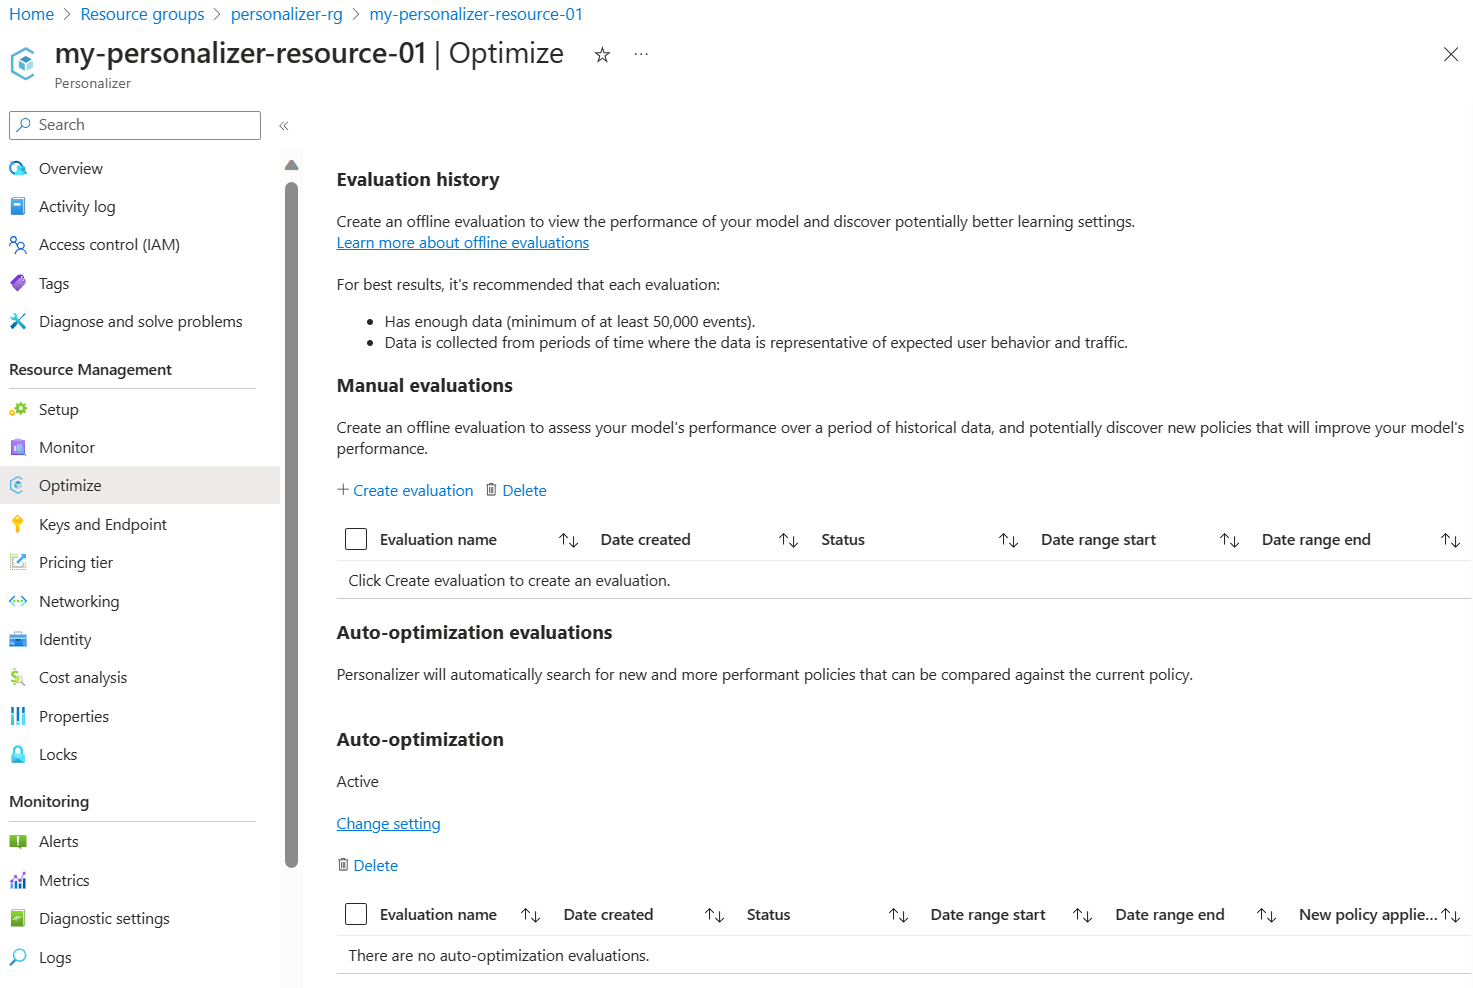 Home > Resource groups > personalizer-rg > my-personalizer-resource-01
my-personalizer-resource-01 | Optimize
Personalizer
Search
Overview
Activity log
Access control (IAM)
Tags
Diagnose and solve problems
Resource Management
Setup
Monitor
Optimize
Keys and Endpoint
Pricing tier
Networking
Identity
Cost analysis
Properties
Locks
Monitoring
Alerts
Metrics
Diagnostic settings
Logs
Evaluation history
Create an offline evaluation to view the performance of your model and discover potentially better learning settings.
Learn more about offline evaluations
For best results, it's recommended that each evaluation:
• Has enough data (minimum of at least 50,000 events).
• Data is collected from periods of time where the data is representative of expected user behavior and traffic.
Manual evaluations
Create an offline evaluation to assess your model's performance over a period of historical data, and potentially discover new policies that will improve your model's
performance.
+ Create evaluation Delete
Evaluation name Date created Status Date range start Date range end
Click Create evaluation to create an evaluation.
Auto-optimization evaluations
Personalizer will automatically search for new and more performant policies that can be compared against the current policy.
Auto-optimization
Active
Change setting
Delete
Evaluation name Date created Status Date range start Date range end New policy applie...
There are no auto-optimization evaluations.